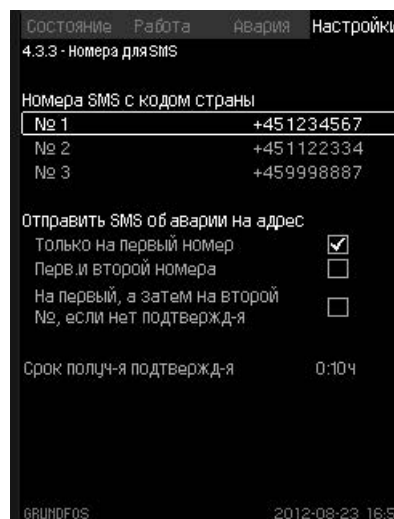 Состояние Работа Авария Настройки
4.3.3 - Номера для SMS
Номера SMS с кодом страны
№ 1 +451234567
№ 2 +451122334
№ 3 +459998887
Отправить SMS об аварии на адрес
Только на первый номер
Перв.и второй номера
На первый, а затем на второй
№, если нет подтвержд-я
Срок получ-я подтвержд-я 0:10ч
GRUNDFOS 2012-08-23 16:5